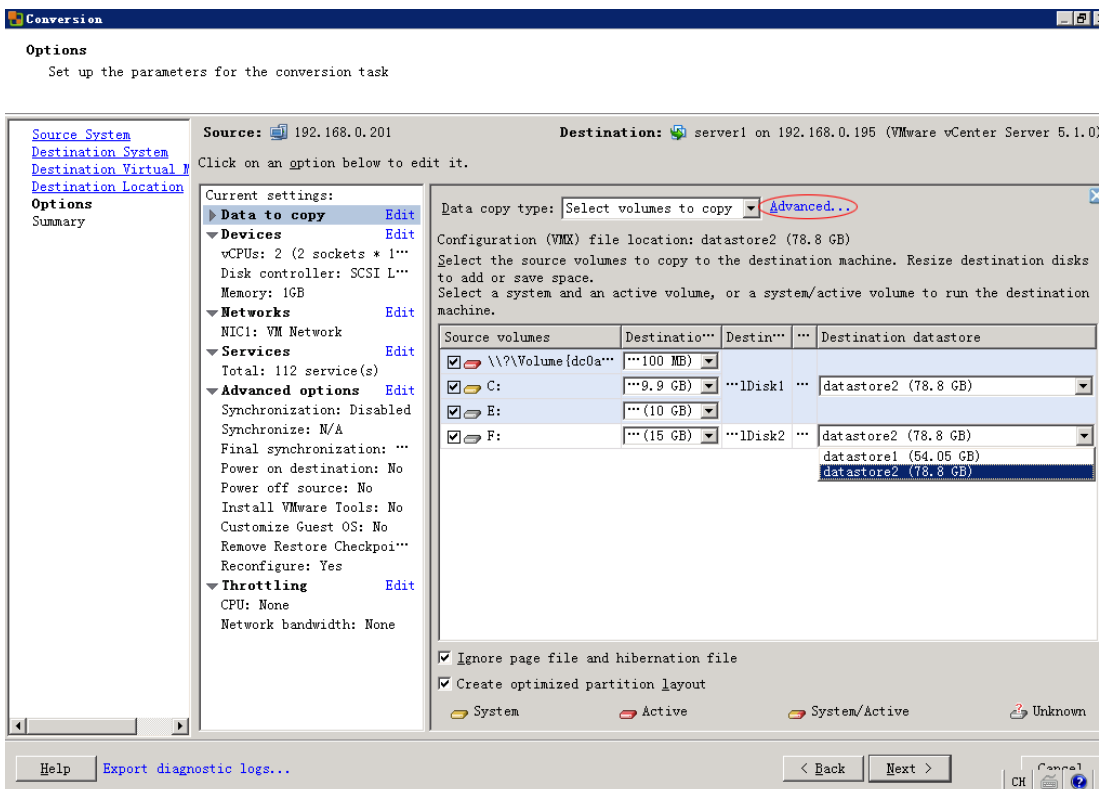 Conversion
Options
Set up the parameters for the conversion task
Source System
Destination System
Destination Virtual M
Destination Location
Options
Summary
Source: 192.168.0.201
Destination: server1 on 192.168.0.195 (VMware vCenter Server 5.1.0)
Click on an option below to edit it.
Current settings:
Data to copy Edit
Devices Edit
vCPUs: 2 (2 sockets * 1…
Disk controller: SCSI L…
Memory: 1GB
Networks Edit
NIC1: VM Network
Services Edit
Total: 112 service(s)
Advanced options Edit
Synchronization: Disabled
Synchronize: N/A
Final synchronization: …
Power on destination: No
Power off source: No
Install VMware Tools: No
Customize Guest OS: No
Remove Restore Checkpoi…
Reconfigure: Yes
Throttling Edit
CPU: None
Network bandwidth: None
Data copy type: Select volumes to copy Advanced...
Configuration (VMX) file location: datastore2 (78.8 GB)
Select the source volumes to copy to the destination machine. Resize destination disks
to add or save space.
Select a system and an active volume, or a system/active volume to run the destination
machine.
Source volumes Destinatio… Destin… … Destination datastore
\\?\Volume{dc0a… …100 MB)
C: …9.9 GB) …lDisk1 … datastore2 (78.8 GB)
E: …(10 GB)
F: …(15 GB) …lDisk2 … datastore2 (78.8 GB)
datastore1 (54.05 GB)
datastore2 (78.8 GB)
Ignore page file and hibernation file
Create optimized partition layout
System Active System/Active Unknown
Help Export diagnostic logs... < Back Next > Cancel
CH